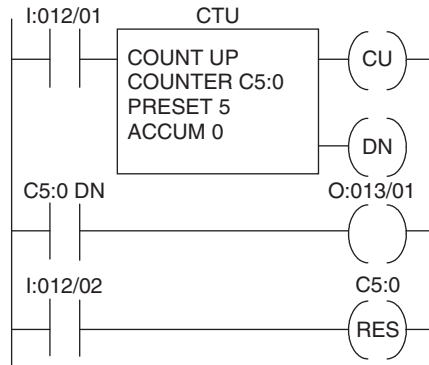 I:012/01
CTU
COUNT UP
COUNTER C5:0
PRESET 5
ACCUM 0
CU
DN
C5:0 DN
O:013/01
I:012/02
C5:0
RES